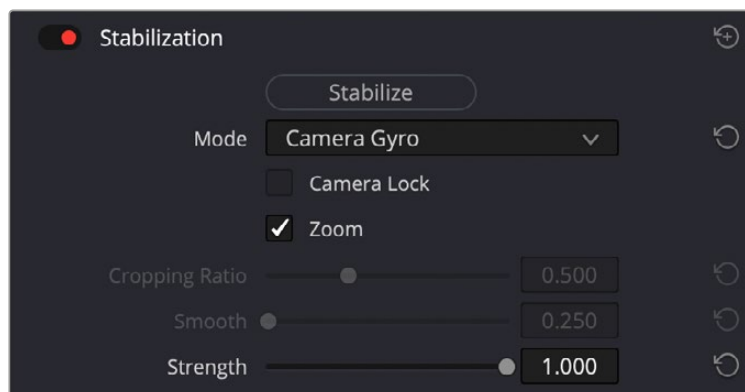 Stabilization
Stabilize
Mode Camera Gyro
Camera Lock
Zoom
Cropping Ratio 0.500
Smooth 0.250
Strength 1.000